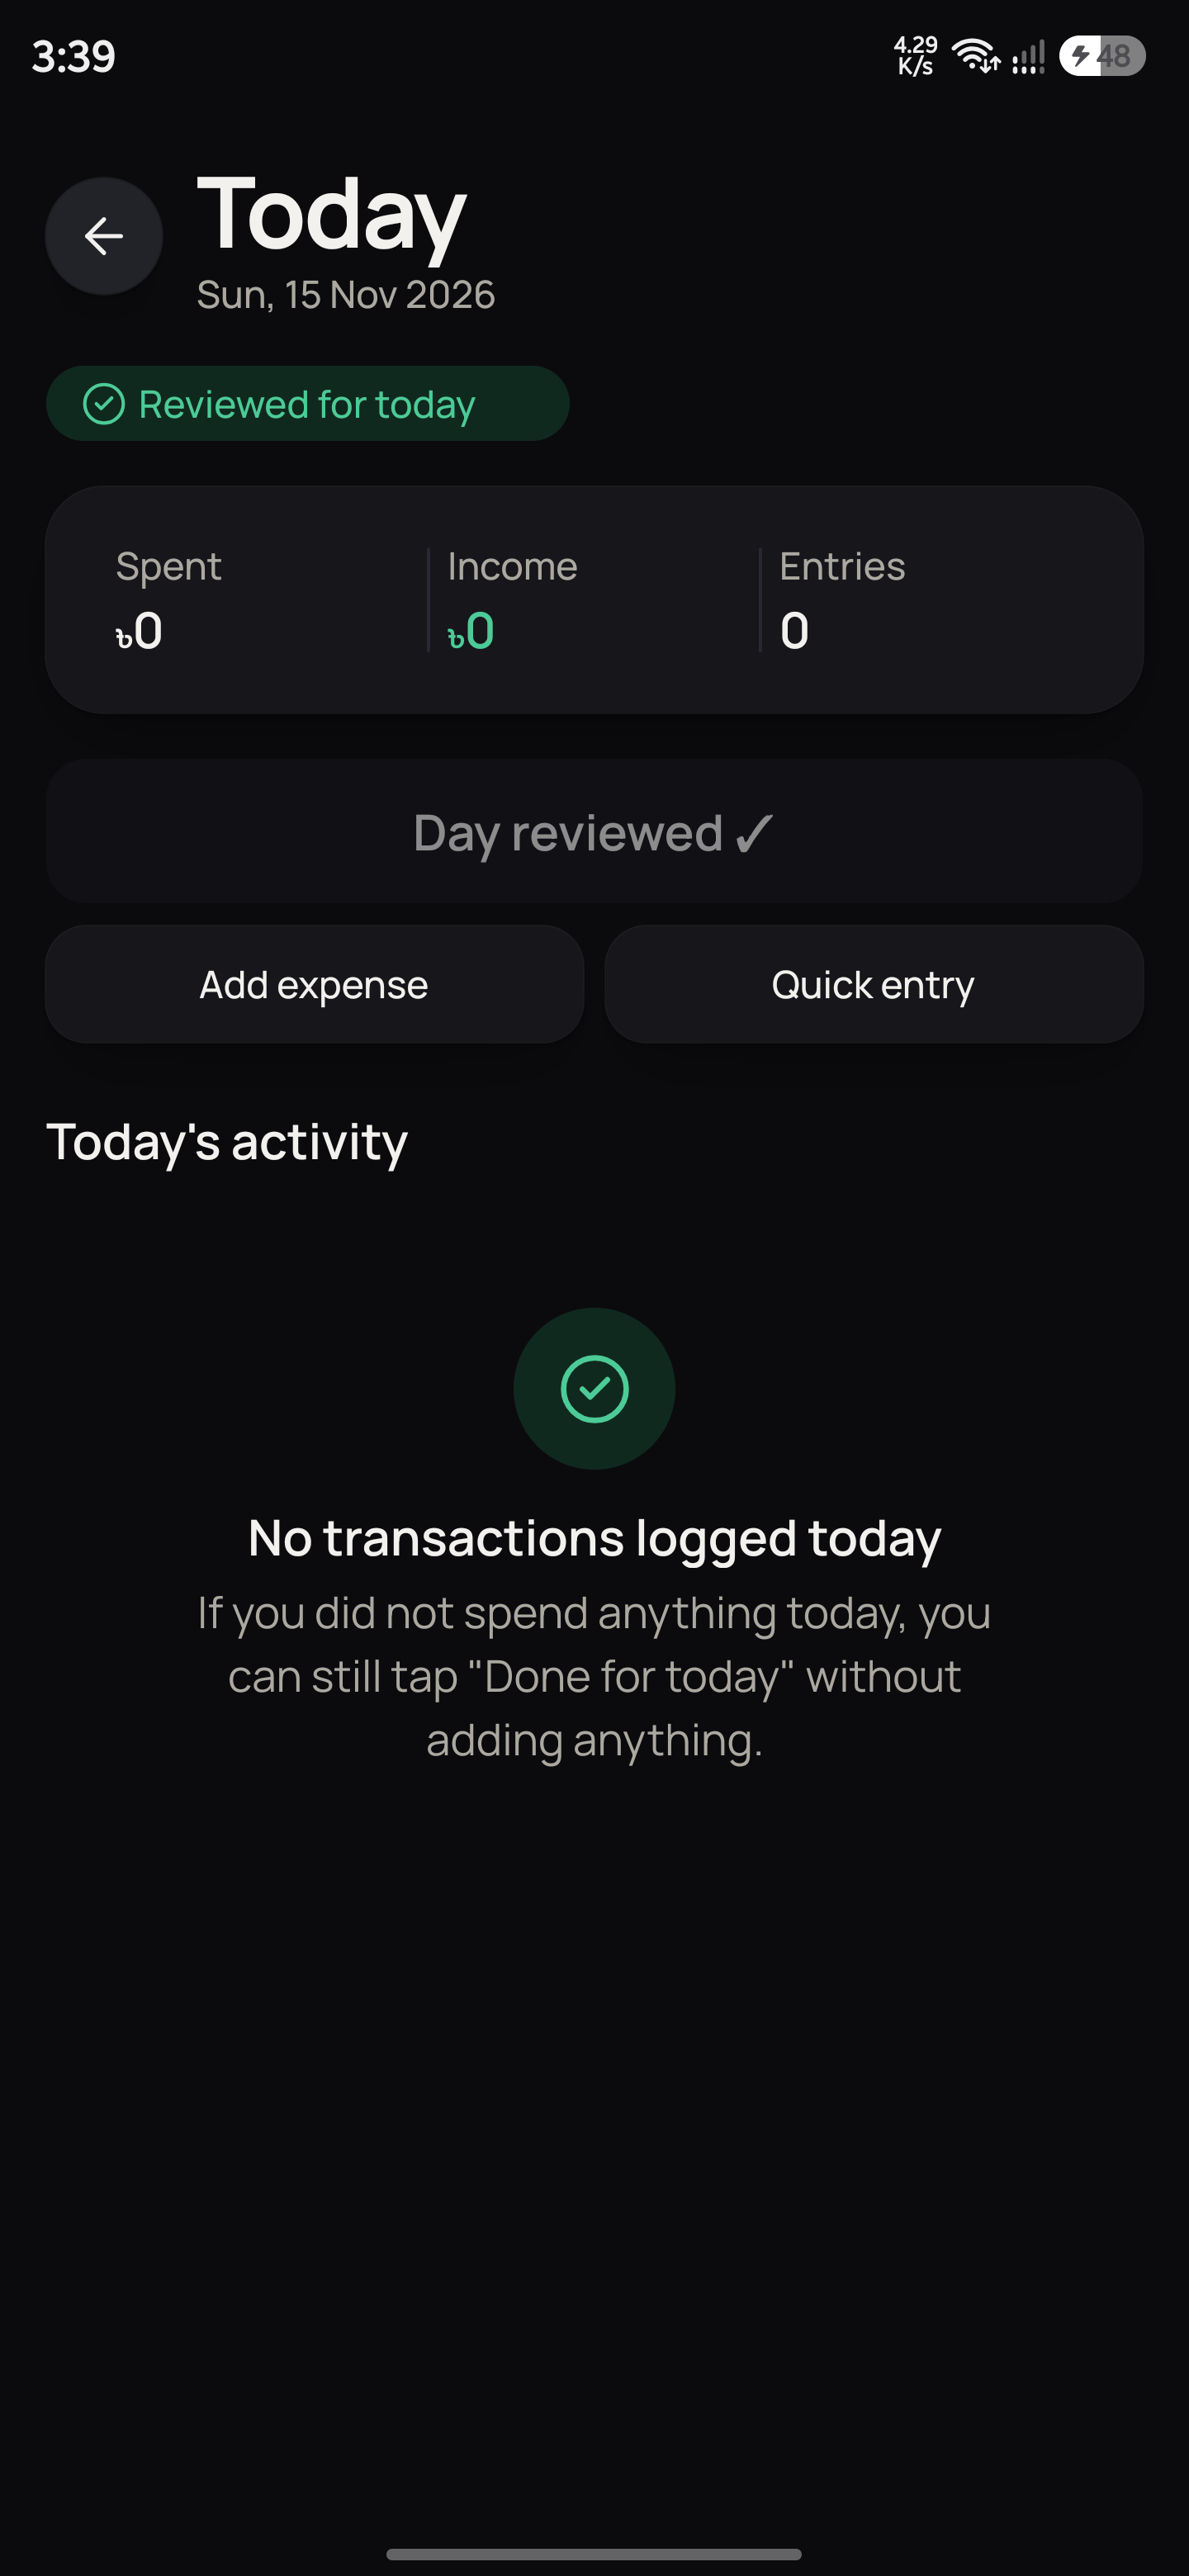 3:39
4.29
K/s
48
Today
Sun, 15 Nov 2026
Reviewed for today
Spent
Income
Entries
৳0
৳0
0
Day reviewed ✓
Add expense
Quick entry
Today's activity
No transactions logged today
If you did not spend anything today, you
can still tap "Done for today" without
adding anything.